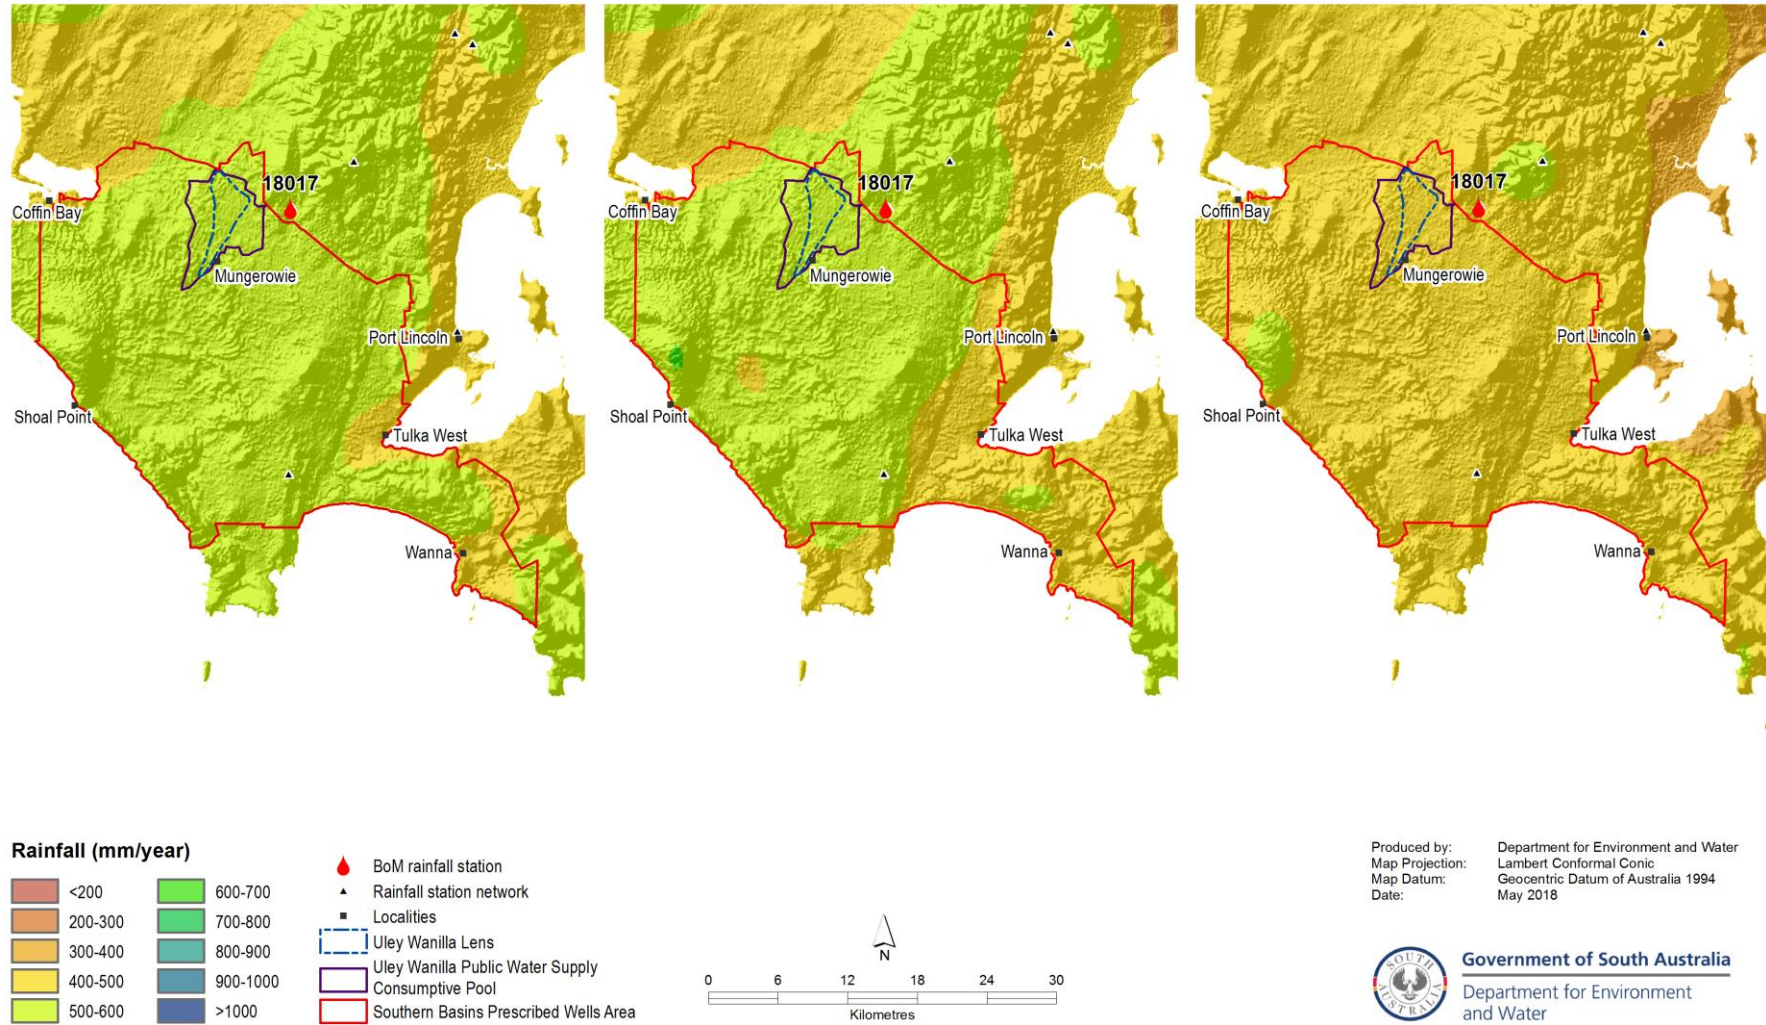 18017
Coffin Bay
Mungerowie
Port Lincoln
Shoal Point
Tulka West
Wanna
18017
Coffin Bay
Mungerowie
Port Lincoln
Shoal Point
Tulka West
Wanna
18017
Coffin Bay
Mungerowie
Port Lincoln
Shoal Point
Tulka West
Wanna
Rainfall (mm/year)
<200
200-300
300-400
400-500
500-600
600-700
700-800
800-900
900-1000
>1000
BoM rainfall station
Rainfall station network
Localities
Uley Wanilla Lens
Uley Wanilla Public Water Supply
Consumptive Pool
Southern Basins Prescribed Wells Area
N
0 6 12 18 24 30
Kilometres
Produced by: Department for Environment and Water
Map Projection: Lambert Conformal Conic
Map Datum: Geocentric Datum of Australia 1994
Date: May 2018
SOUTH AUSTRALIA
Government of South Australia
Department for Environment
and Water